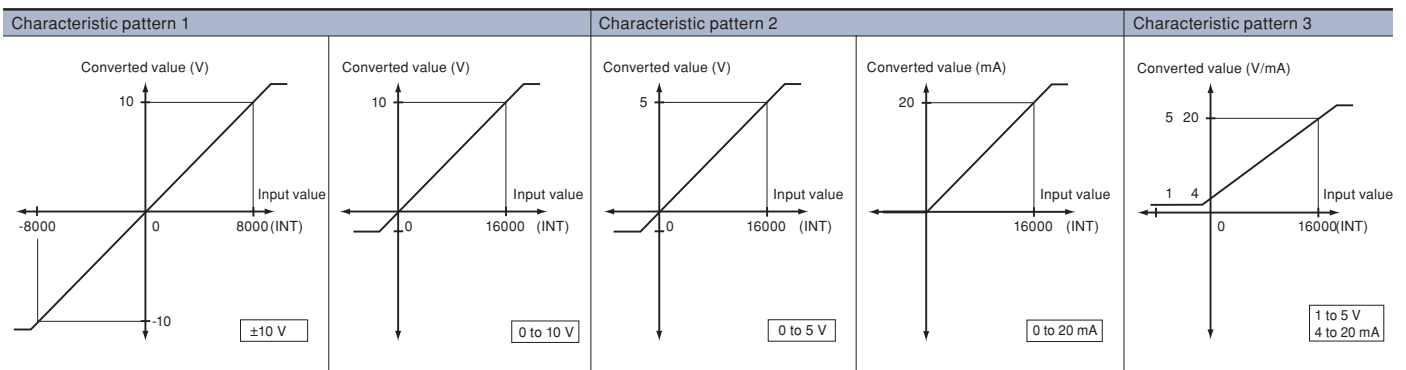 Characteristic pattern 1
Characteristic pattern 2
Characteristic pattern 3
Converted value (V)
10
Input value
-8000
0
8000(INT)
-10
±10 V
Converted value (V)
10
Input value
0
16000 (INT)
0 to 10 V
Converted value (V)
5
Input value
0
16000 (INT)
0 to 5 V
Converted value (mA)
20
Input value
16000 (INT)
0 to 20 mA
Converted value (V/mA)
5 20
1 4
Input value
0
16000(INT)
1 to 5 V
4 to 20 mA